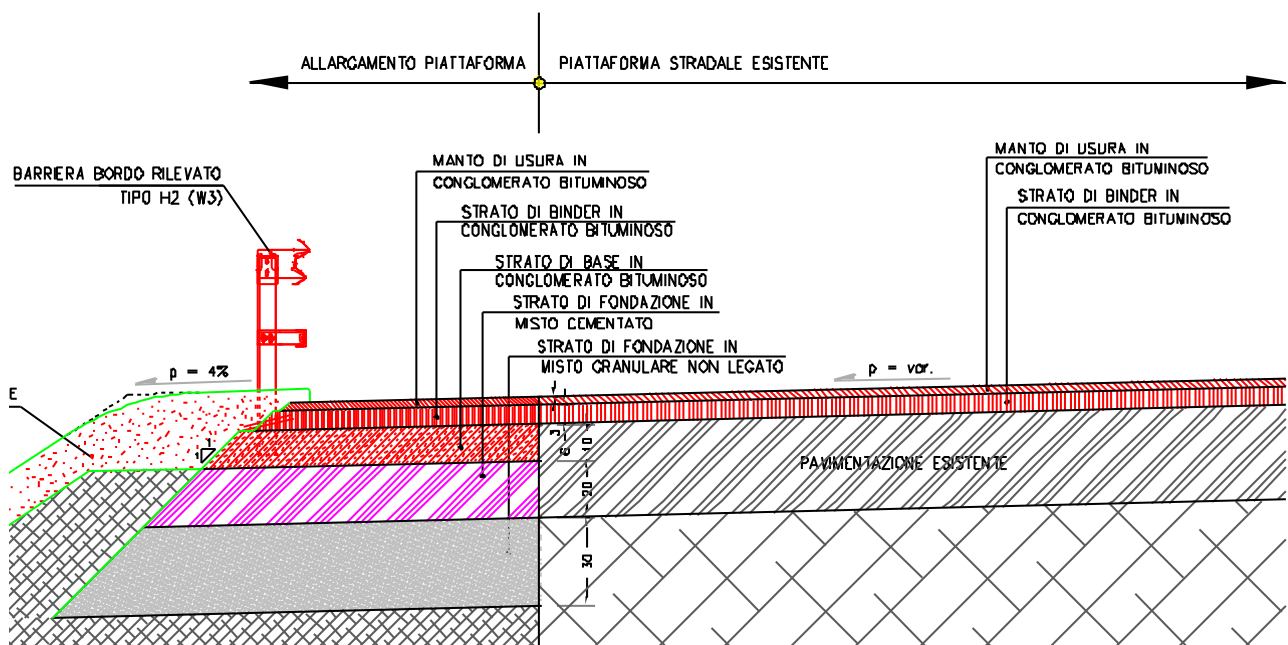 ALLARGAMENTO PIATTAFORMA
PIATTAFORMA STRADALE ESISTENTE
BARRIERA BORDO RILEVATO
TIPO H2 (W3)
MANTO DI USURA IN
CONGLOMERATO BITUMINOSO
STRATO DI BINDER IN
CONGLOMERATO BITUMINOSO
STRATO DI BASE IN
CONGLOMERATO BITUMINOSO
STRATO DI FONDAZIONE IN
MISTO CEMENTATO
STRATO DI FONDAZIONE IN
MISTO GRANULARE NON LEGATO
MANTO DI USURA IN
CONGLOMERATO BITUMINOSO
STRATO DI BINDER IN
CONGLOMERATO BITUMINOSO
p = 4%
p = var.
E
1
1
10
20
30
PAVIMENTAZIONE ESISTENTE